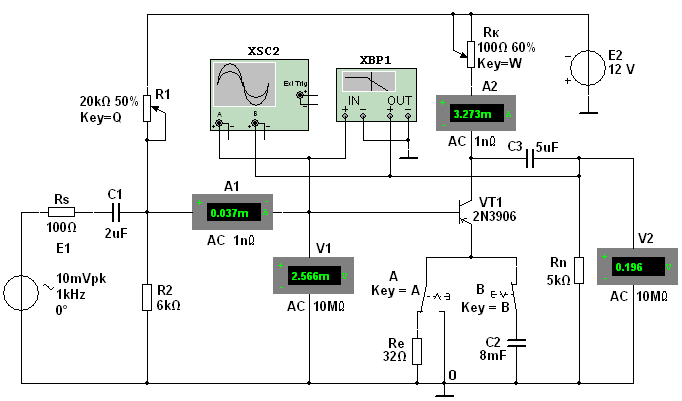 XSC2
XBP1
Ext Trig
A
B
IN
OUT
Rк
100Ω 60%
Key=W
E2
12 V
R1
20kΩ 50%
Key=Q
A2
3.273m
AC 1nΩ
C3
5uF
Rs
100Ω
C1
2uF
A1
0.037m
AC 1nΩ
VT1
2N3906
E1
10mVpk
1kHz
0°
R2
6kΩ
V1
2.566m
AC 10MΩ
A
Key = A
B
Key = B
Rn
5kΩ
V2
0.196
AC 10MΩ
Re
32Ω
C2
8mF
0